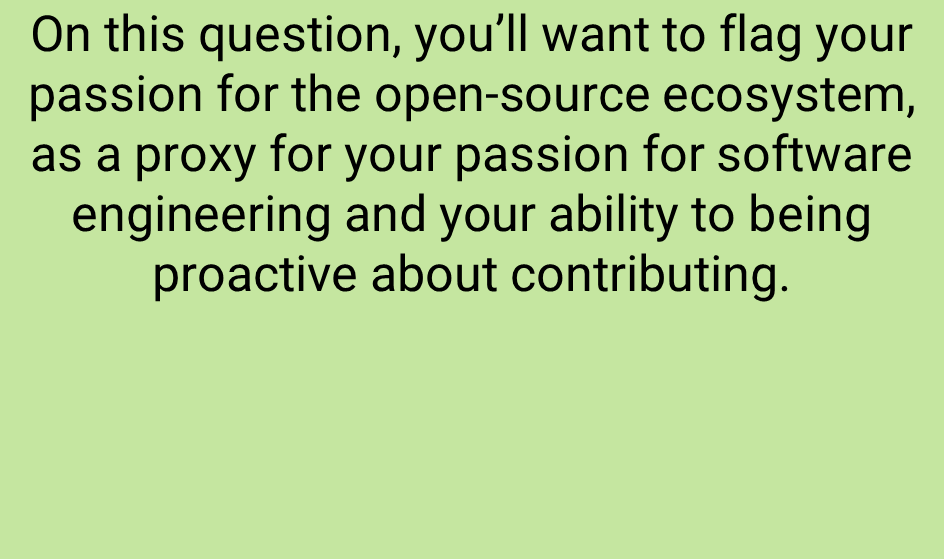 On this question, you’ll want to flag your
passion for the open-source ecosystem,
as a proxy for your passion for software
engineering and your ability to being
proactive about contributing.